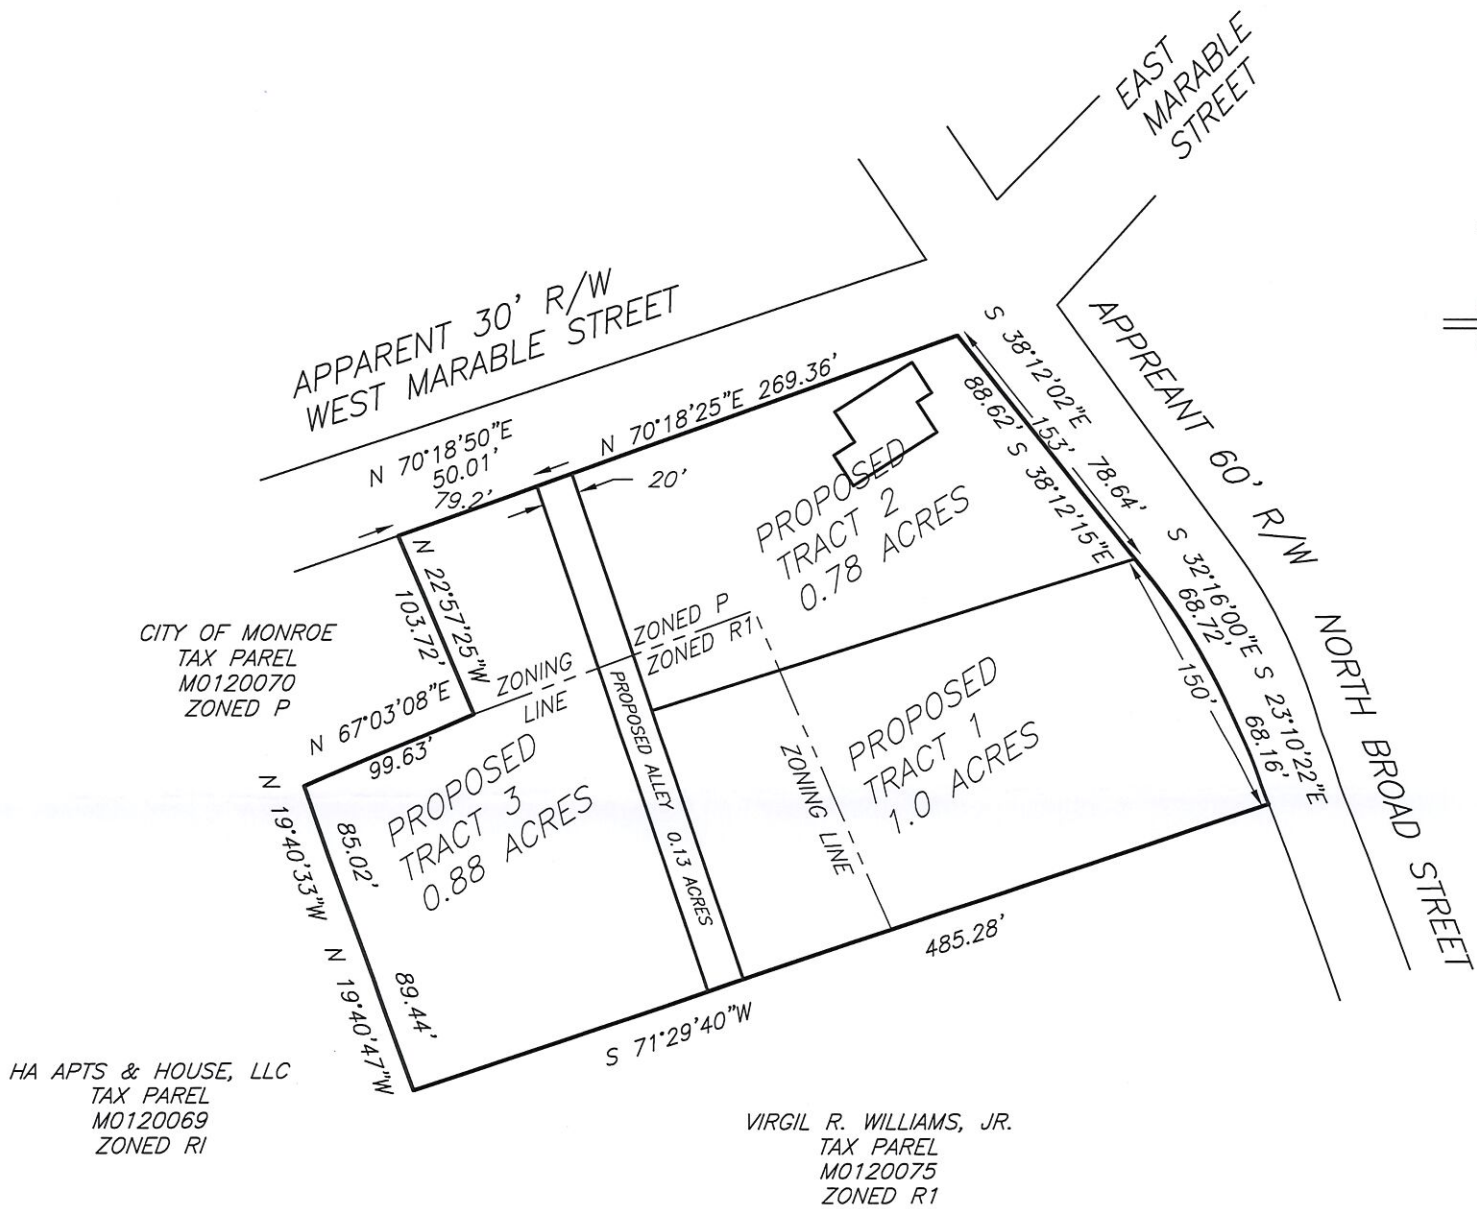 EAST
MARABLE
STREET
APPARENT 30' R/W
WEST MARABLE STREET
N 70°18'50"E
50.01'
79.2'
N 70°18'25"E 269.36'
20'
S 38°12'02"E
153'
78.64'
88.62' S 38°12'15"E
APPREANT 60' R/W
NORTH BROAD STREET
S 32°16'00"E
68.72'
S 23°10'22"E
68.16'
150'
PROPOSED
TRACT 2
0.78 ACRES
N 22°57'25"W
103.72'
CITY OF MONROE
TAX PAREL
M0120070
ZONED P
ZONED P
ZONED R1
ZONING
LINE
N 67°03'08"E
99.63'
PROPOSED ALLEY 0.13 ACRES
PROPOSED
TRACT 1
1.0 ACRES
ZONING LINE
PROPOSED
TRACT 3
0.88 ACRES
N 19°40'33"W
85.02'
N 19°40'47"W
89.44'
485.28'
S 71°29'40"W
HA APTS & HOUSE, LLC
TAX PAREL
M0120069
ZONED RI
VIRGIL R. WILLIAMS, JR.
TAX PAREL
M0120075
ZONED R1